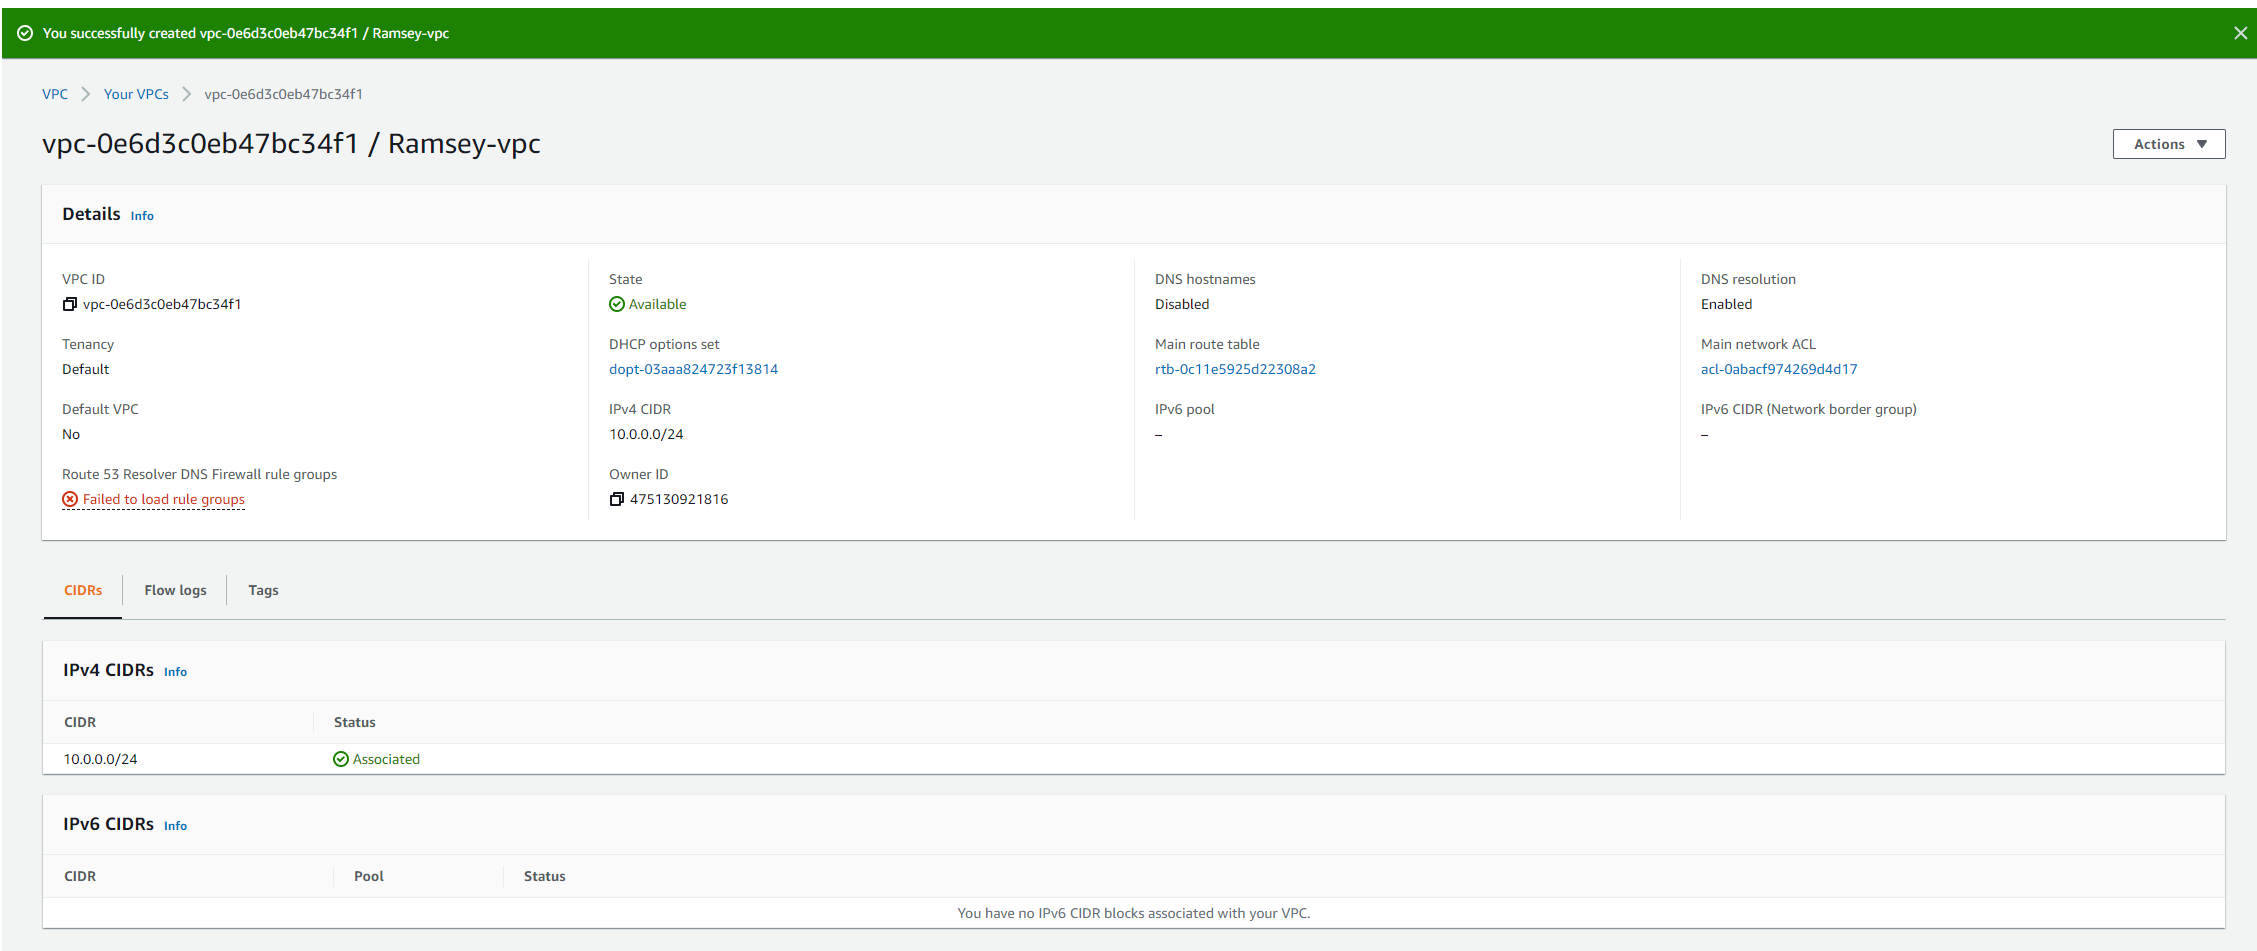 You successfully created vpc-0e6d3c0eb47bc34f1 / Ramsey-vpc
VPC > Your VPCs > vpc-0e6d3c0eb47bc34f1
vpc-0e6d3c0eb47bc34f1 / Ramsey-vpc
Actions
Details Info
VPC ID State DNS hostnames DNS resolution
vpc-0e6d3c0eb47bc34f1 Available Disabled Enabled
Tenancy DHCP options set Main route table Main network ACL
Default dopt-03aaa824723f13814 rtb-0c11e5925d22308a2 acl-0abacf974269d4d17
Default VPC IPv4 CIDR IPv6 pool IPv6 CIDR (Network border group)
No 10.0.0.0/24 – –
Route 53 Resolver DNS Firewall rule groups Owner ID
Failed to load rule groups 475130921816
CIDRs Flow logs Tags
IPv4 CIDRs Info
CIDR Status
10.0.0.0/24 Associated
IPv6 CIDRs Info
CIDR Pool Status
You have no IPv6 CIDR blocks associated with your VPC.